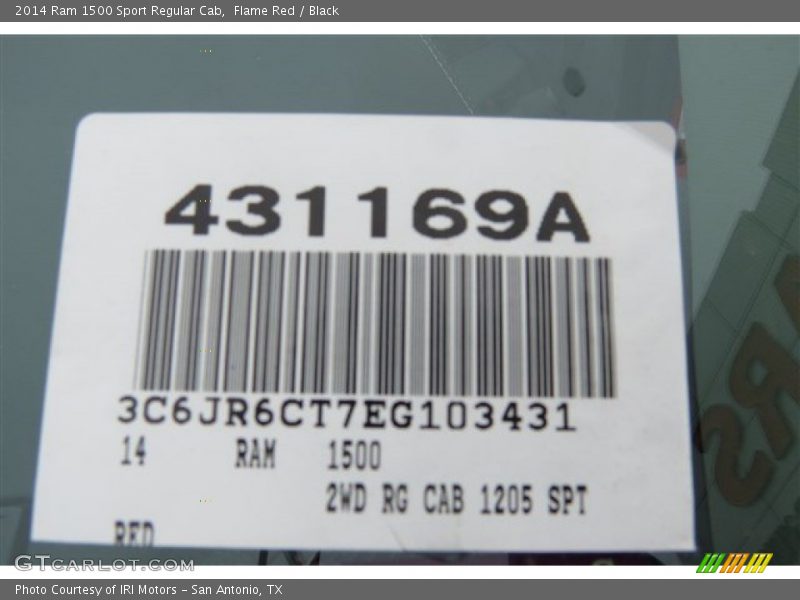 2014 Ram 1500 Sport Regular Cab, Flame Red / Black
431169A
3C6JR6CT7EG103431
14 RAM 1500
2WD RG CAB 1205 SPT
RED
GTcarlot.com
Photo Courtesy of IRI Motors - San Antonio, TX